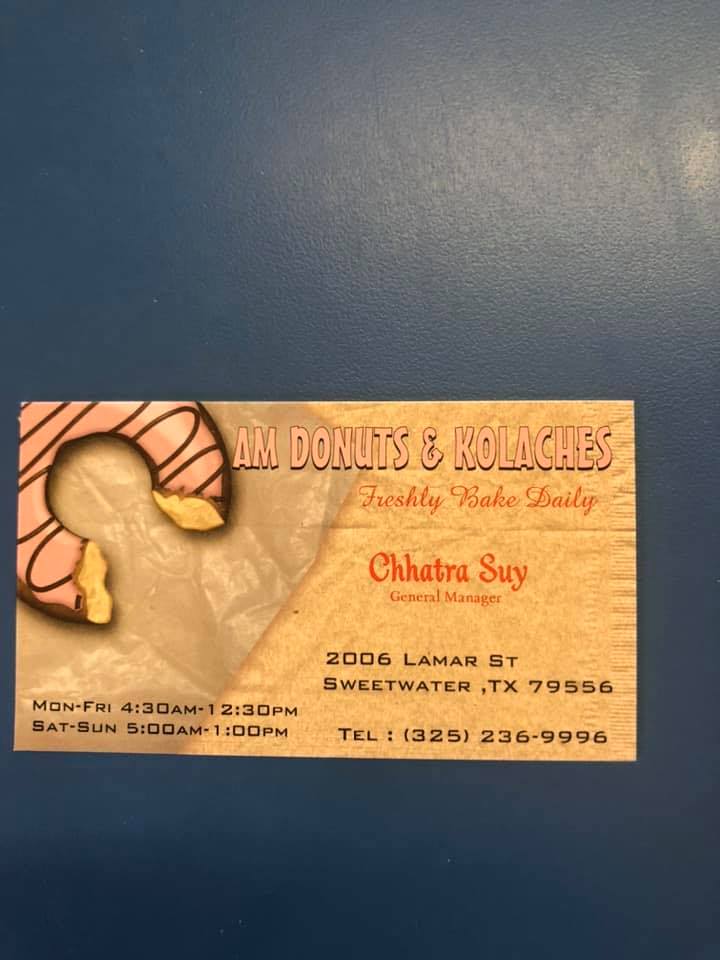 AM DONUTS & KOLACHES
Freshly Bake Daily
Chhatra Suy
General Manager
2006 LAMAR ST
SWEETWATER ,TX 79556
MON-FRI 4:30AM-12:30PM
SAT-SUN 5:00AM-1:00PM
TEL : (325) 236-9996